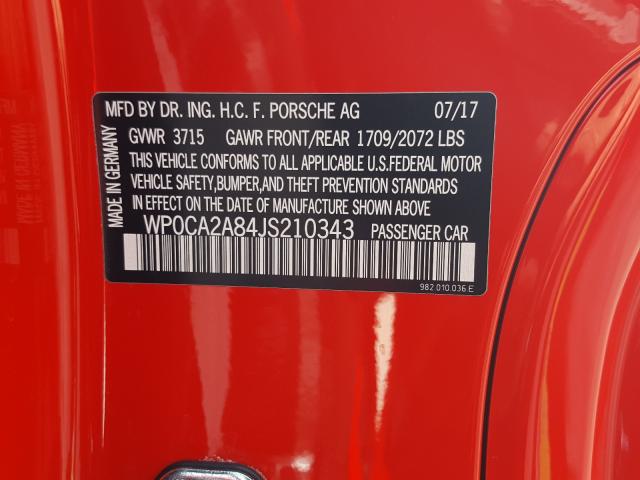 MFD BY DR. ING. H.C. F. PORSCHE AG 07/17
GVWR 3715 GAWR FRONT/REAR 1709/2072 LBS
THIS VEHICLE CONFORMS TO ALL APPLICABLE U.S.FEDERAL MOTOR
VEHICLE SAFETY,BUMPER,AND THEFT PREVENTION STANDARDS
IN EFFECT ON THE DATE OF MANUFACTURE SHOWN ABOVE.
WP0CA2A84JS210343 PASSENGER CAR
982.010.036.E
MADE IN GERMANY